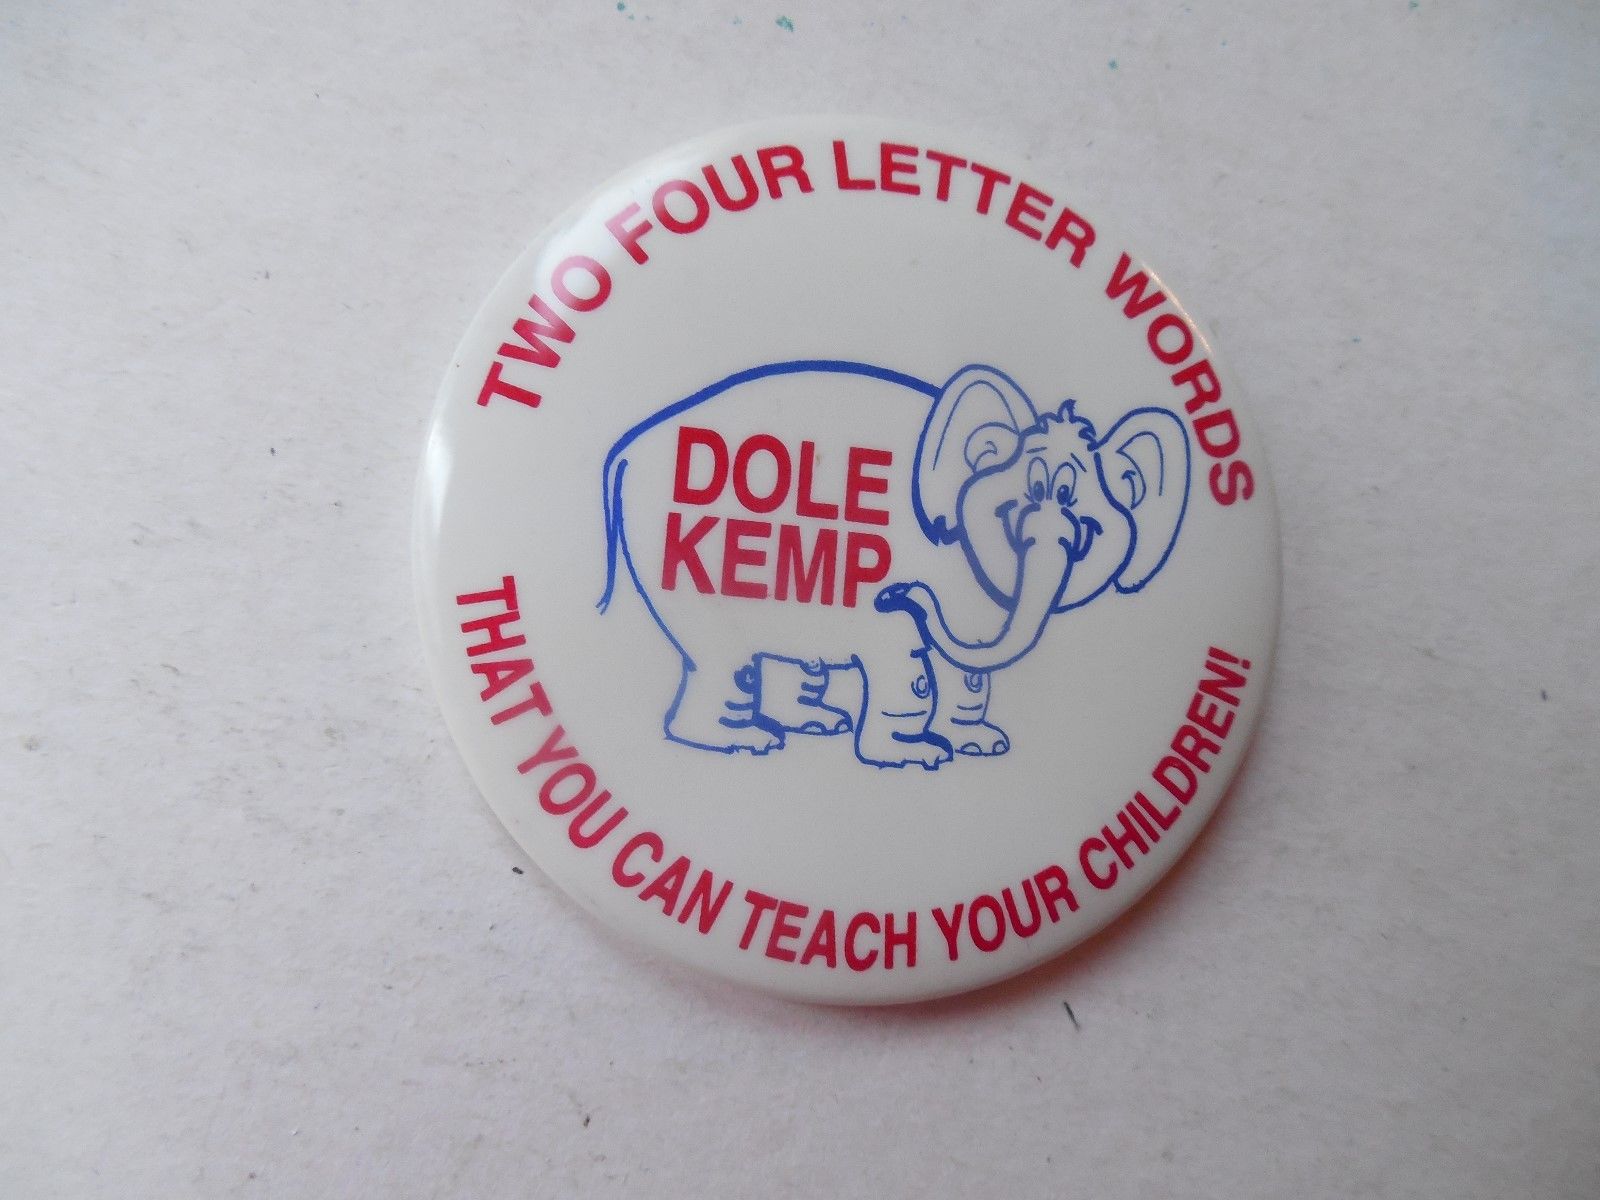 TWO FOUR LETTER WORDS
DOLE
KEMP
THAT YOU CAN TEACH YOUR CHILDREN!